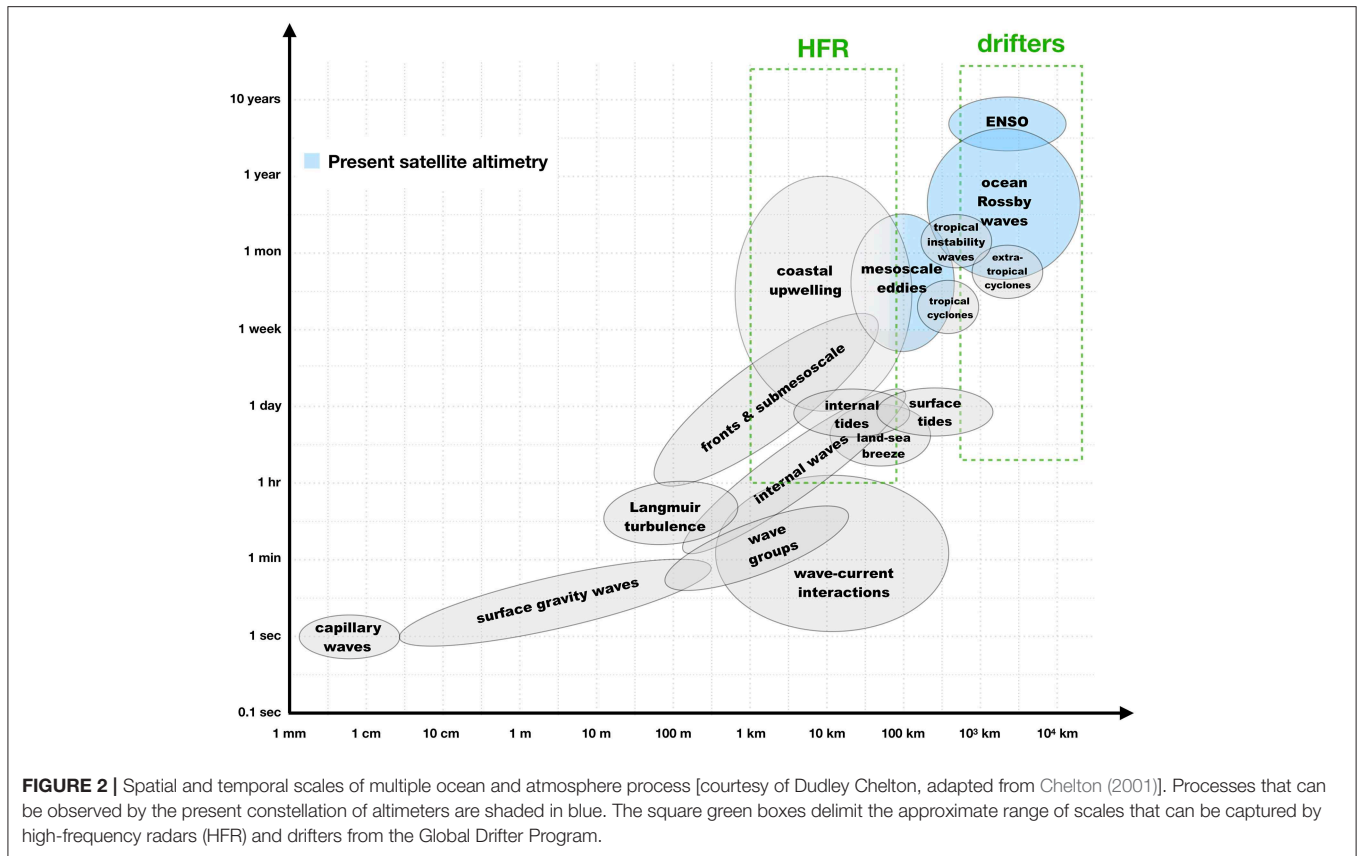 HFR
drifters
10 years
1 year
1 mon
1 week
1 day
1 hr
1 min
1 sec
0.1 sec
Present satellite altimetry
ENSO
ocean
Rossby
waves
tropical
instability
waves
extra-
tropical
cyclones
tropical
cyclones
mesoscale
eddies
coastal
upwelling
fronts & submesoscale
internal
tides
surface
tides
land-sea
breeze
internal waves
Langmuir
turbulence
wave
groups
wave-current
interactions
surface gravity waves
capillary
waves
1 mm
1 cm
10 cm
1 m
10 m
100 m
1 km
10 km
100 km
10³ km
10⁴ km
FIGURE 2 | Spatial and temporal scales of multiple ocean and atmosphere process [courtesy of Dudley Chelton, adapted from Chelton (2001)]. Processes that can
be observed by the present constellation of altimeters are shaded in blue. The square green boxes delimit the approximate range of scales that can be captured by
high-frequency radars (HFR) and drifters from the Global Drifter Program.